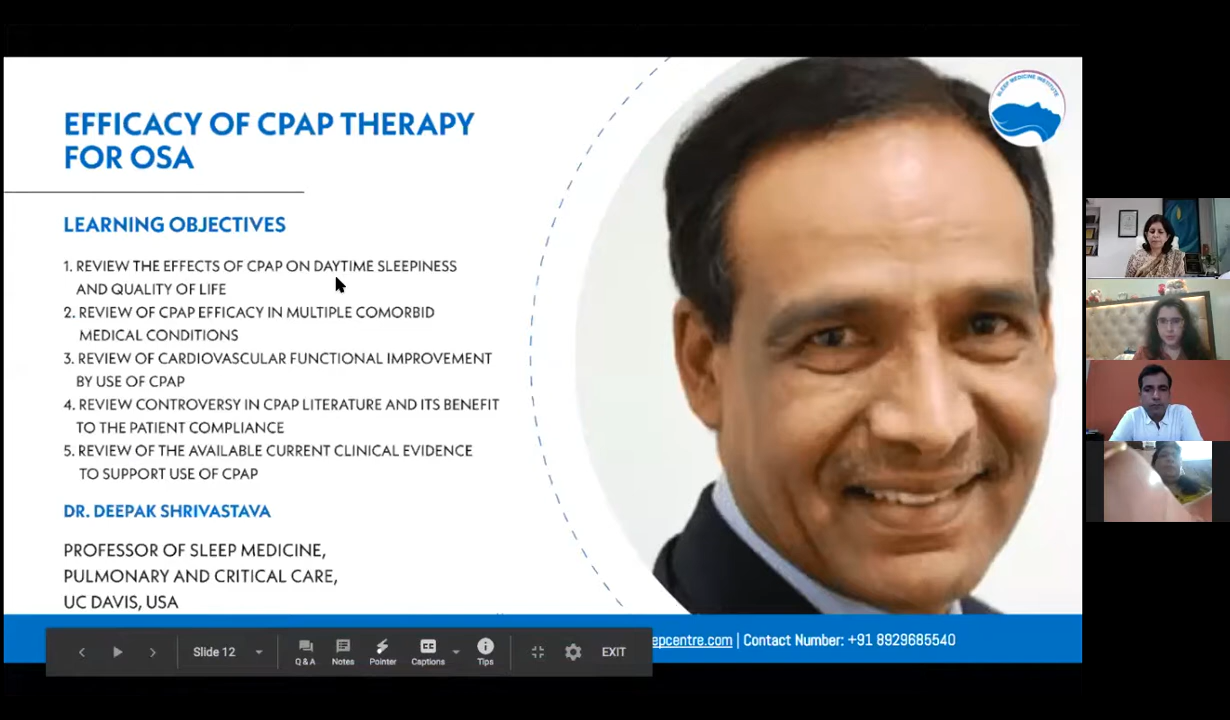 SLEEP MEDICINE INSTITUTE
EFFICACY OF CPAP THERAPY
FOR OSA
LEARNING OBJECTIVES
1. REVIEW THE EFFECTS OF CPAP ON DAYTIME SLEEPINESS
AND QUALITY OF LIFE
2. REVIEW OF CPAP EFFICACY IN MULTIPLE COMORBID
MEDICAL CONDITIONS
3. REVIEW OF CARDIOVASCULAR FUNCTIONAL IMPROVEMENT
BY USE OF CPAP
4. REVIEW CONTROVERSY IN CPAP LITERATURE AND ITS BENEFIT
TO THE PATIENT COMPLIANCE
5. REVIEW OF THE AVAILABLE CURRENT CLINICAL EVIDENCE
TO SUPPORT USE OF CPAP
DR. DEEPAK SHRIVASTAVA
PROFESSOR OF SLEEP MEDICINE,
PULMONARY AND CRITICAL CARE,
UC DAVIS, USA
epcentre.com | Contact Number: +91 8929685540
Slide 12
Q & A
Notes
Pointer
CC
Captions
Tips
EXIT